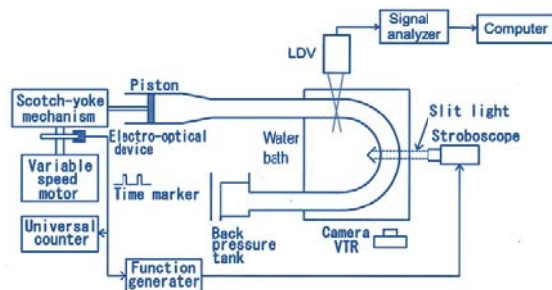 Signal
analyzer
Computer
LDV
Piston
Scotch-yoke
mechanism
Slit light
Stroboscope
Water
bath
Electro-optical
device
Variable
speed
motor
Time marker
Universal
counter
Back
pressure
tank
Camera
VTR
Function
generater